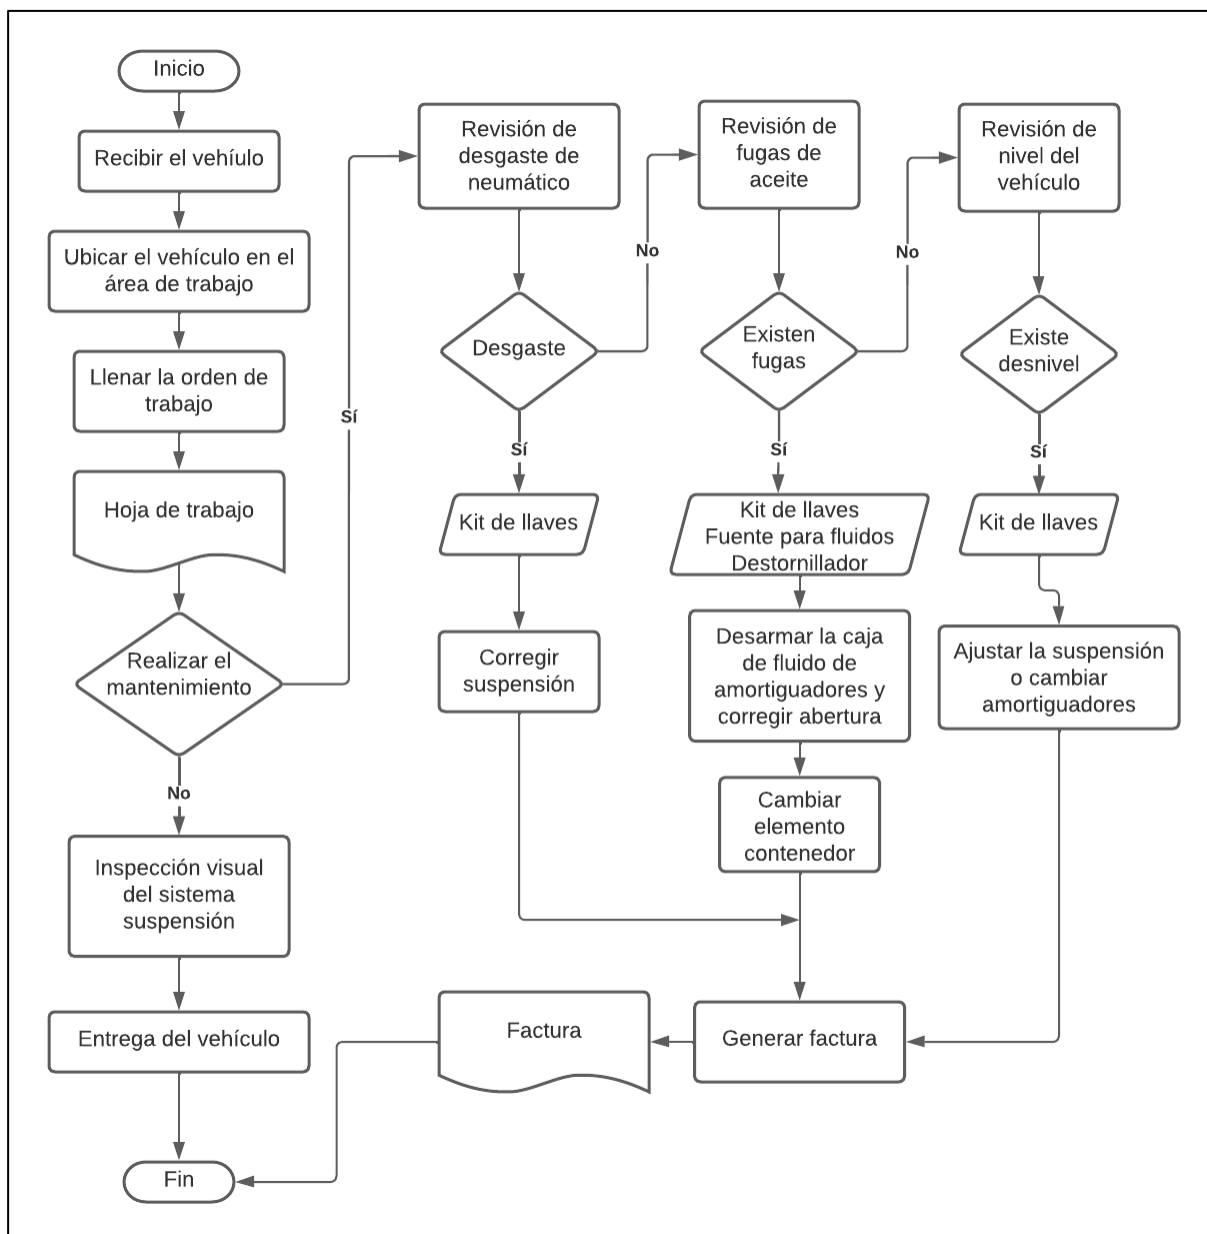 Inicio
Recibir el vehíulo
Ubicar el vehículo en el
área de trabajo
Llenar la orden de
trabajo
Hoja de trabajo
Realizar el
mantenimiento
Sí
No
Inspección visual
del sistema
suspensión
Entrega del vehículo
Fin
Revisión de
desgaste de
neumático
Desgaste
No
Sí
Kit de llaves
Corregir
suspensión
Revisión de
fugas de
aceite
Existen
fugas
No
Sí
Kit de llaves
Fuente para fluidos
Destornillador
Desarmar la caja
de fluido de
amortiguadores y
corregir abertura
Cambiar
elemento
contenedor
Revisión de
nivel del
vehículo
Existe
desnivel
Sí
Kit de llaves
Ajustar la suspensión
o cambiar
amortiguadores
Generar factura
Factura